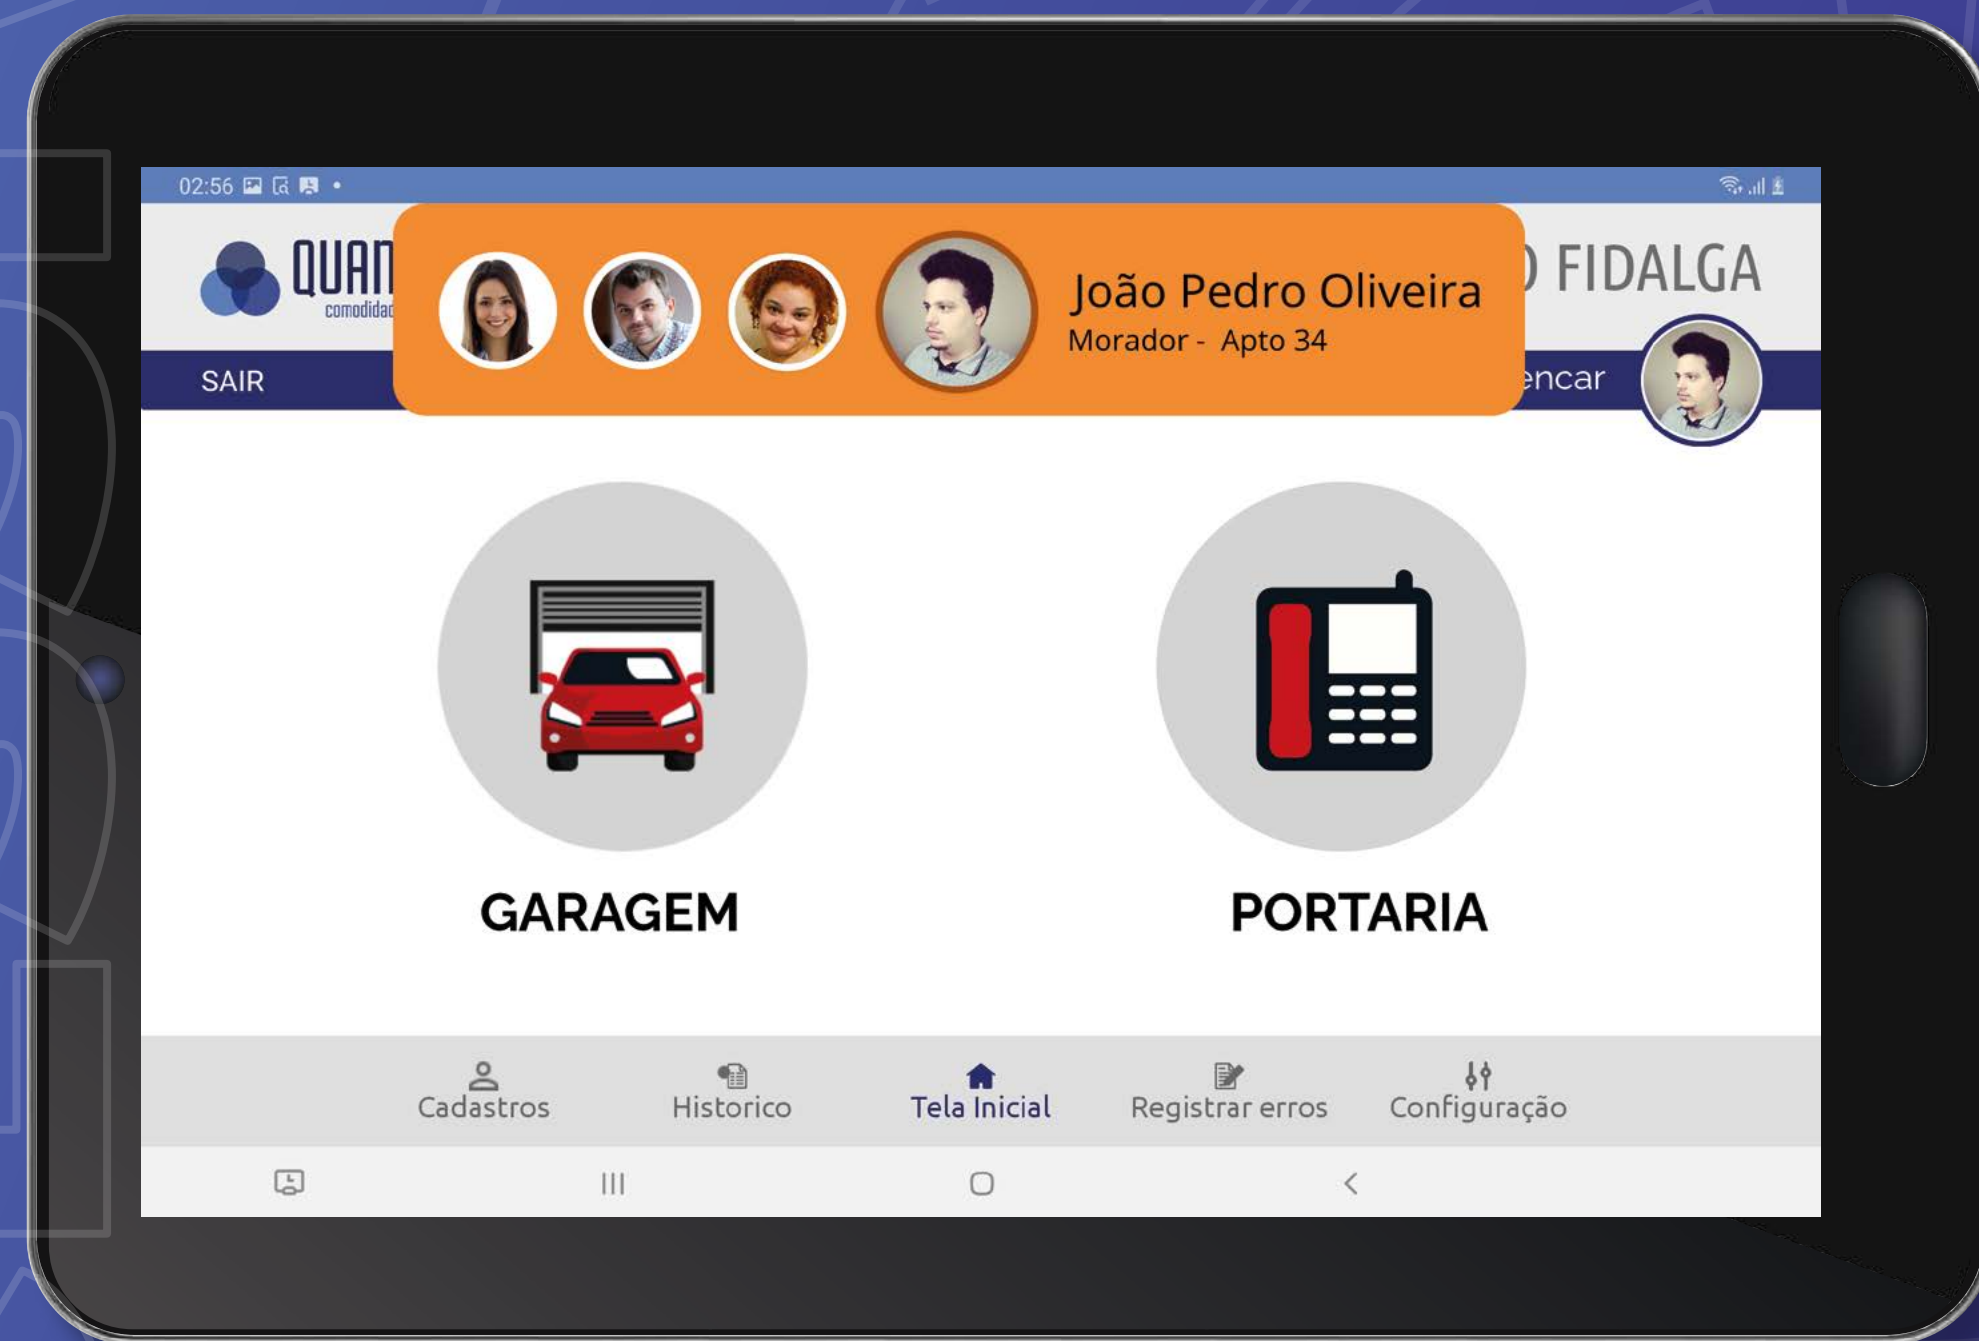 02:56
QUAN
comodidad
João Pedro Oliveira
Morador - Apto 34
O FIDALGA
SAIR
encar
GARAGEM
PORTARIA
Cadastros
Historico
Tela Inicial
Registrar erros
Configuração